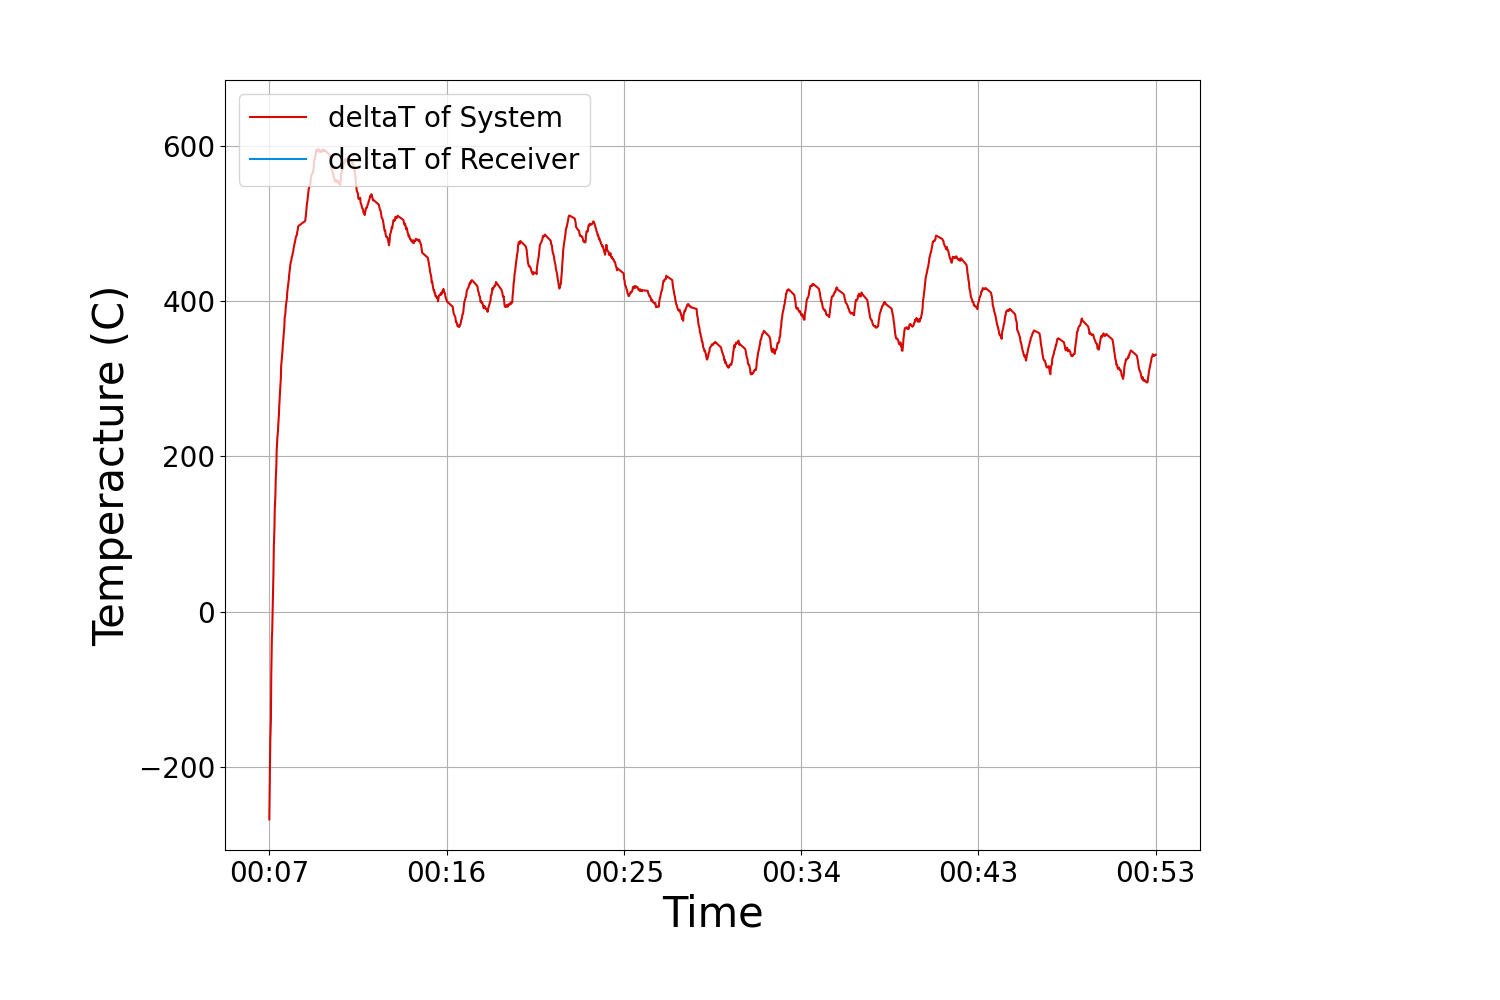 deltaT of System
deltaT of Receiver
600
400
200
0
−200
Temperacture (C)
00:07 00:16 00:25 00:34 00:43 00:53
Time